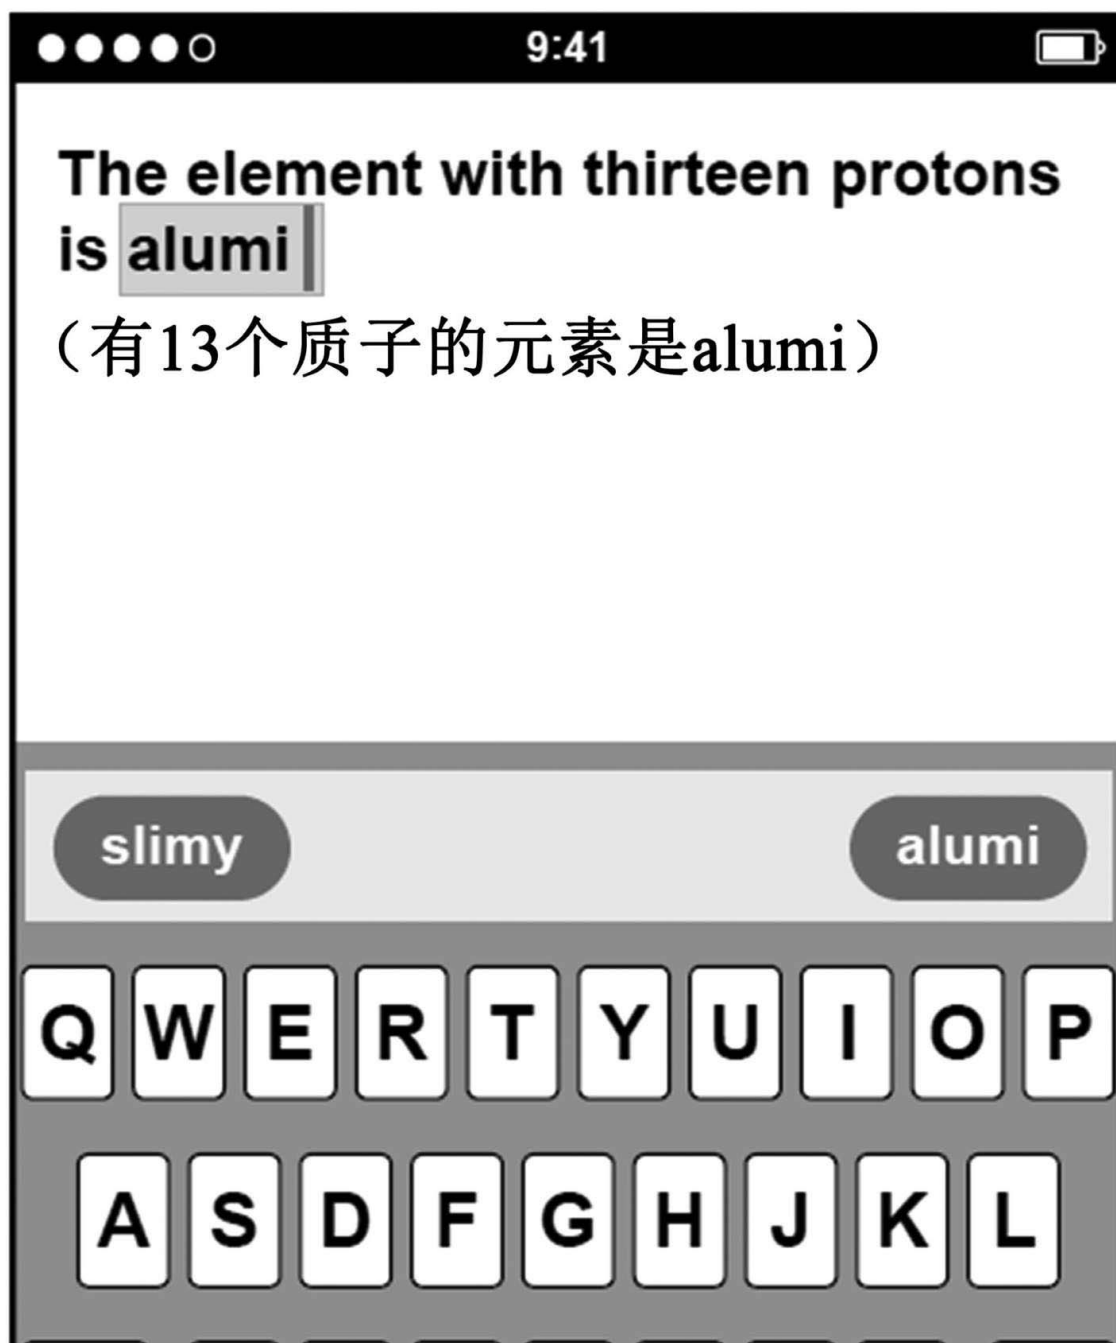 9:41
The element with thirteen protons
is alumi
（有13个质子的元素是alumi）
slimy alumi
Q W E R T Y U I O P
A S D F G H J K L